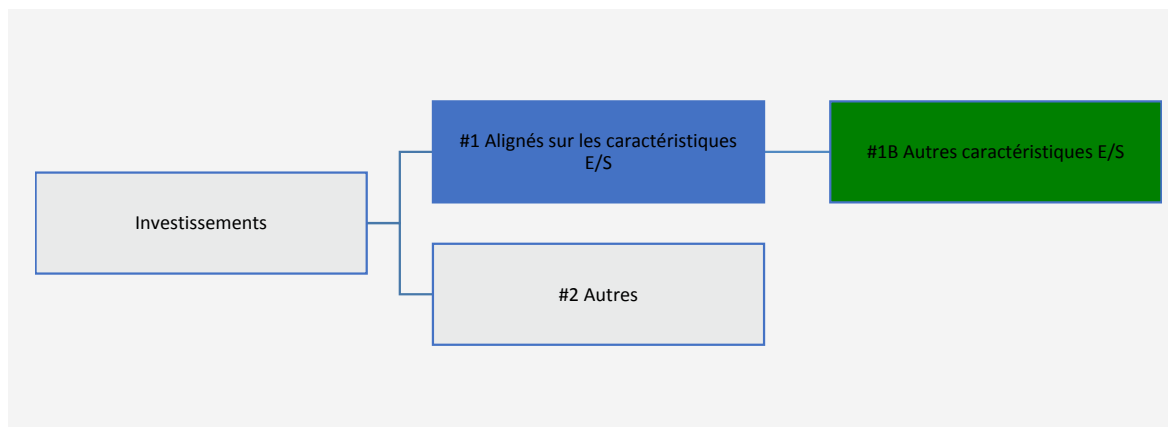 #1 Alignés sur les caractéristiques
E/S
#1B Autres caractéristiques E/S
Investissements
#2 Autres